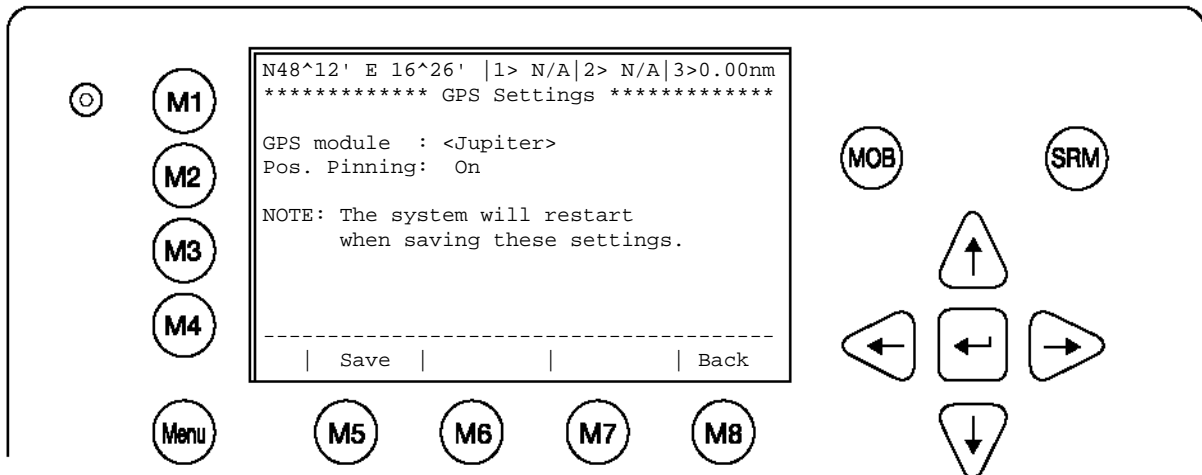 N48^12' E 16^26' |1> N/A|2> N/A|3>0.00nm
************* GPS Settings *************
GPS module  : <Jupiter>
Pos. Pinning:  On
NOTE: The system will restart
when saving these settings.
----------------------------------------
| Save | | | Back
M1
M2
M3
M4
Menu
M5
M6
M7
M8
MOB
SRM